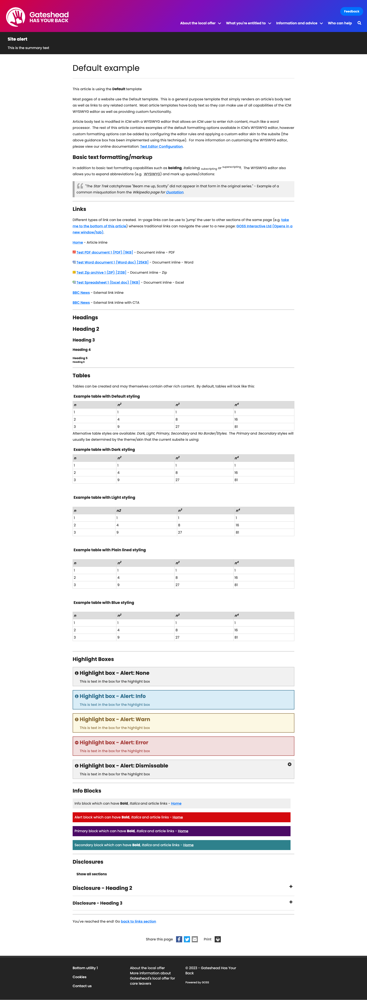 Gateshead
HAS YOUR BACK
Feedback
About the local offer
What you're entitled to
Information and advice
Who can help
Site alert
This is the summary text
Default example
This article is using the Default template
Most pages of a website use the Default template.  This is a general purpose template that simply renders an article's body text
as well as links to any related content.  Most article templates have body text so they can make use of all capabilities of the iCM
WYSIWYG editor as well as providing custom functionality.
Article body text is modified in iCM with a WYSIWYG editor that allows an iCM user to enter rich content, much like a word
processor.  The rest of this article contains examples of the default formatting options available in iCM's WYSIWYG editor, however
custom formatting options can be added by configuring the editor rules and applying a custom editor skin to the subsite (the
above guidance box has been implemented using this technique).  For more information on customizing the WYSIWYG editor,
please view our online documentation: Text Editor Configuration.
Basic text formatting/markup
In addition to basic text formatting capabilities such as bolding, italicising, subscripting or superscripting.  The WYSIWYG editor also
allows you to expand abbreviations (e.g.  WYSIWYG) and mark up quotes/citations:
"The Star Trek catchphrase "Beam me up, Scotty" did not appear in that form in the original series." - Example of a
common misquotation from the Wikipedia page for Quotation.
Links
Different types of link can be created.  In-page links can be use to 'jump' the user to other sections of the same page (e.g. take
me to the bottom of this article) whereas traditional links can navigate the user to a new page: GOSS Interactive Ltd (Opens in a
new window/tab).
Home - Article inline
Test PDF document 1 (PDF) [9KB] - Document inline - PDF
Test Word document 1 (Word doc) [25KB] - Document inline - Word
Test Zip archive 1 (ZIP) [213B] - Document inline - Zip
Test Spreadsheet 1 (Excel doc) [9KB] - Document inline - Excel
BBC News - External link inline
BBC News - External link inline with CTA
Headings
Heading 2
Heading 3
Heading 4
Heading 5
Heading 6
Tables
Tables can be created and may themselves contain other rich content.  By default, tables will look like this:
Example table with Default styling
n n² n³ n⁴
1 1 1 1
2 4 8 16
3 9 27 81
Alternative table styles are available: Dark, Light, Primary, Secondary and No Border/Styles.  The Primary and Secondary styles will
usually be determined by the theme/skin that the current subsite is using:
Example table with Dark styling
n n² n³ n⁴
1 1 1 1
2 4 8 16
3 9 27 81
Example table with Light styling
n n2 n³ n⁴
1 1 1 1
2 4 8 16
3 9 27 81
Example table with Plain lined styling
n n² n³ n⁴
1 1 1 1
2 4 8 16
3 9 27 81
Example table with Blue styling
n n² n³ n⁴
1 1 1 1
2 4 8 16
3 9 27 81
Highlight Boxes
Highlight box - Alert: None
This is text in the box for the highlight box
Highlight box - Alert: Info
This is text in the box for the highlight box
Highlight box - Alert: Warn
This is text in the box for the highlight box
Highlight box - Alert: Error
This is text in the box for the highlight box
Highlight box - Alert: Dismissable
This is text in the box for the highlight box
Info Blocks
Info block which can have Bold, Italics and article links - Home
Alert block which can have Bold, Italics and article links - Home
Primary block which can have Bold, Italics and article links - Home
Secondary block which can have Bold, Italics and article links - Home
Disclosures
Show all sections
Disclosure - Heading 2
Disclosure - Heading 3
You've reached the end! Go back to links section
Share this page
Print
Bottom utility 1
Cookies
Contact us
About the local offer
More information about
Gateshead's local offer for
care leavers
© 2023 - Gateshead Has Your
Back
Powered by GOSS